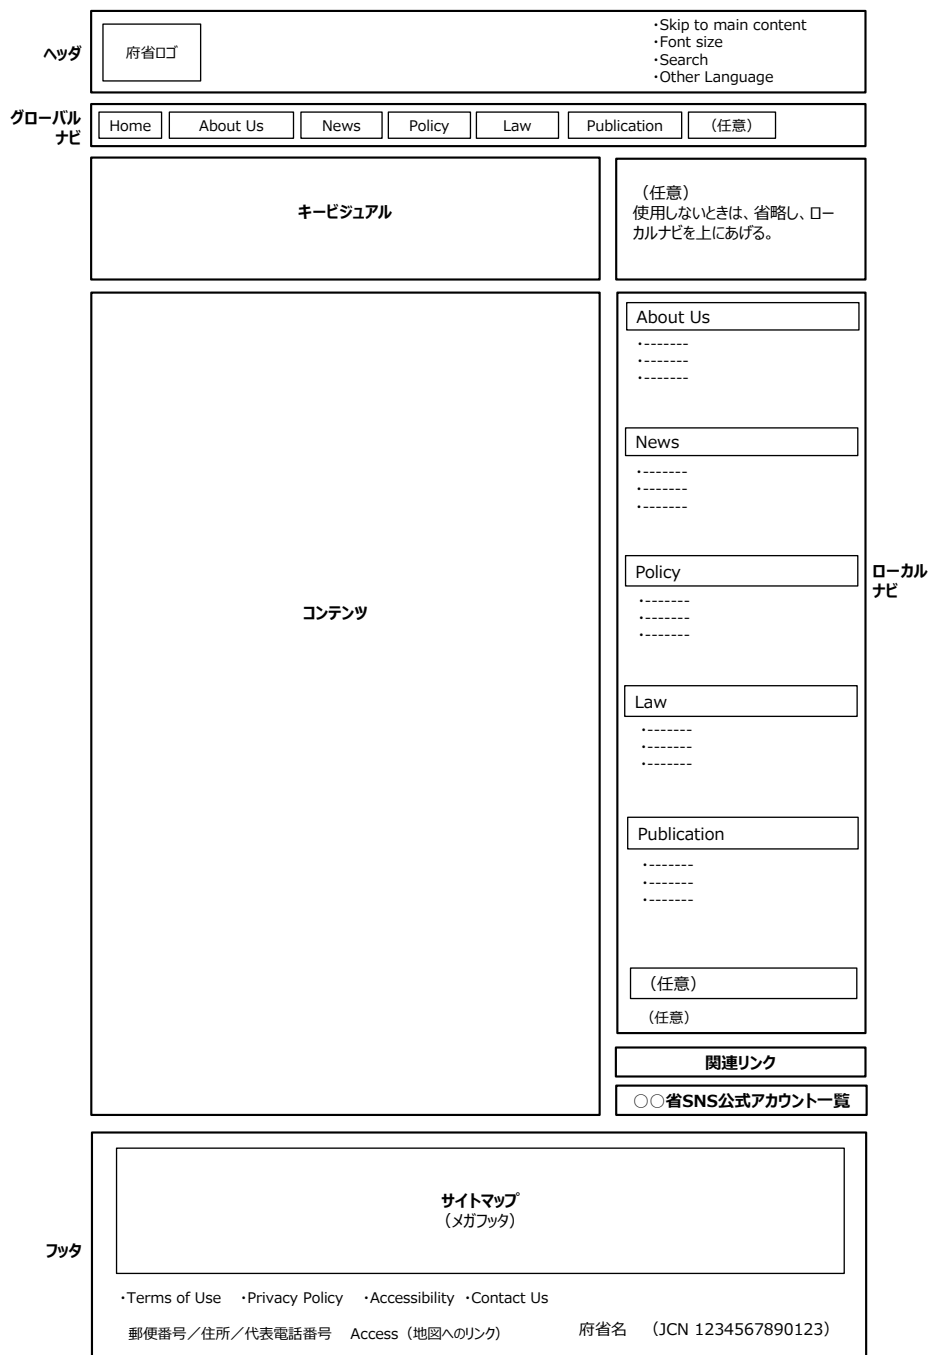 ヘッダ
府省ロゴ
・Skip to main content
・Font size
・Search
・Other Language
グローバル
ナビ
Home
About Us
News
Policy
Law
Publication
（任意）
キービジュアル
（任意）
使用しないときは、省略し、ロー
カルナビを上にあげる。
コンテンツ
About Us
・-------
・-------
・-------
News
・-------
・-------
・-------
Policy
・-------
・-------
・-------
ローカル
ナビ
Law
・-------
・-------
・-------
Publication
・-------
・-------
・-------
（任意）
（任意）
関連リンク
○○省SNS公式アカウント一覧
フッタ
サイトマップ
（メガフッタ）
・Terms of Use ・Privacy Policy ・Accessibility ・Contact Us
郵便番号／住所／代表電話番号 Access（地図へのリンク） 府省名 （JCN 1234567890123）